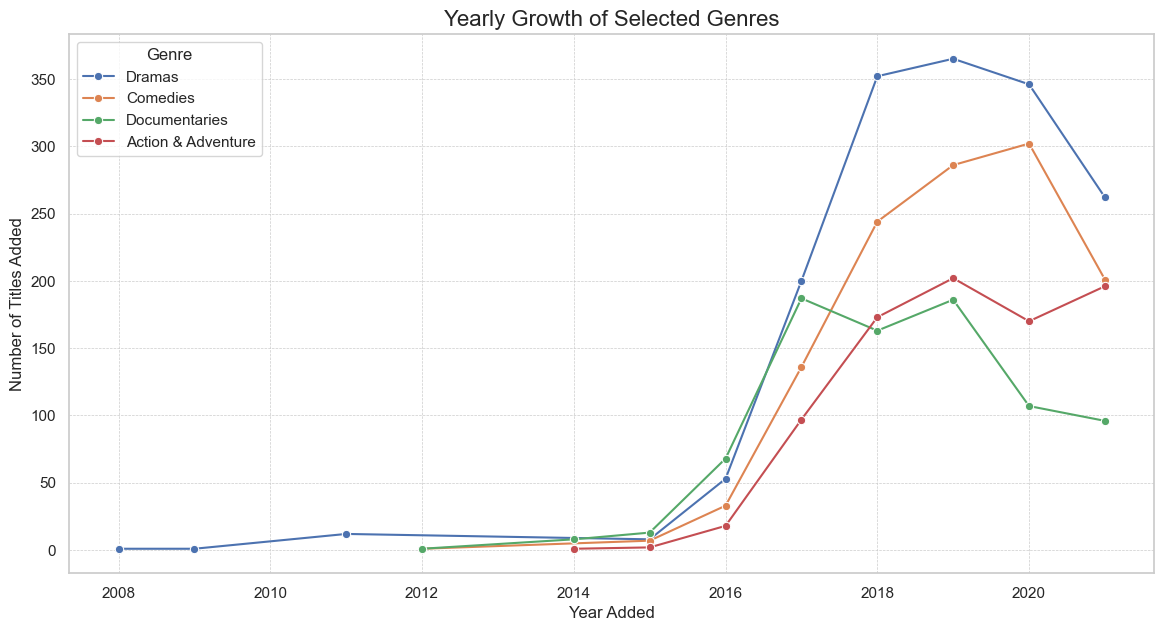 Yearly Growth of Selected Genres
Genre
Dramas
Comedies
Documentaries
Action & Adventure
Number of Titles Added
350
300
250
200
150
100
50
0
2008 2010 2012 2014 2016 2018 2020
Year Added